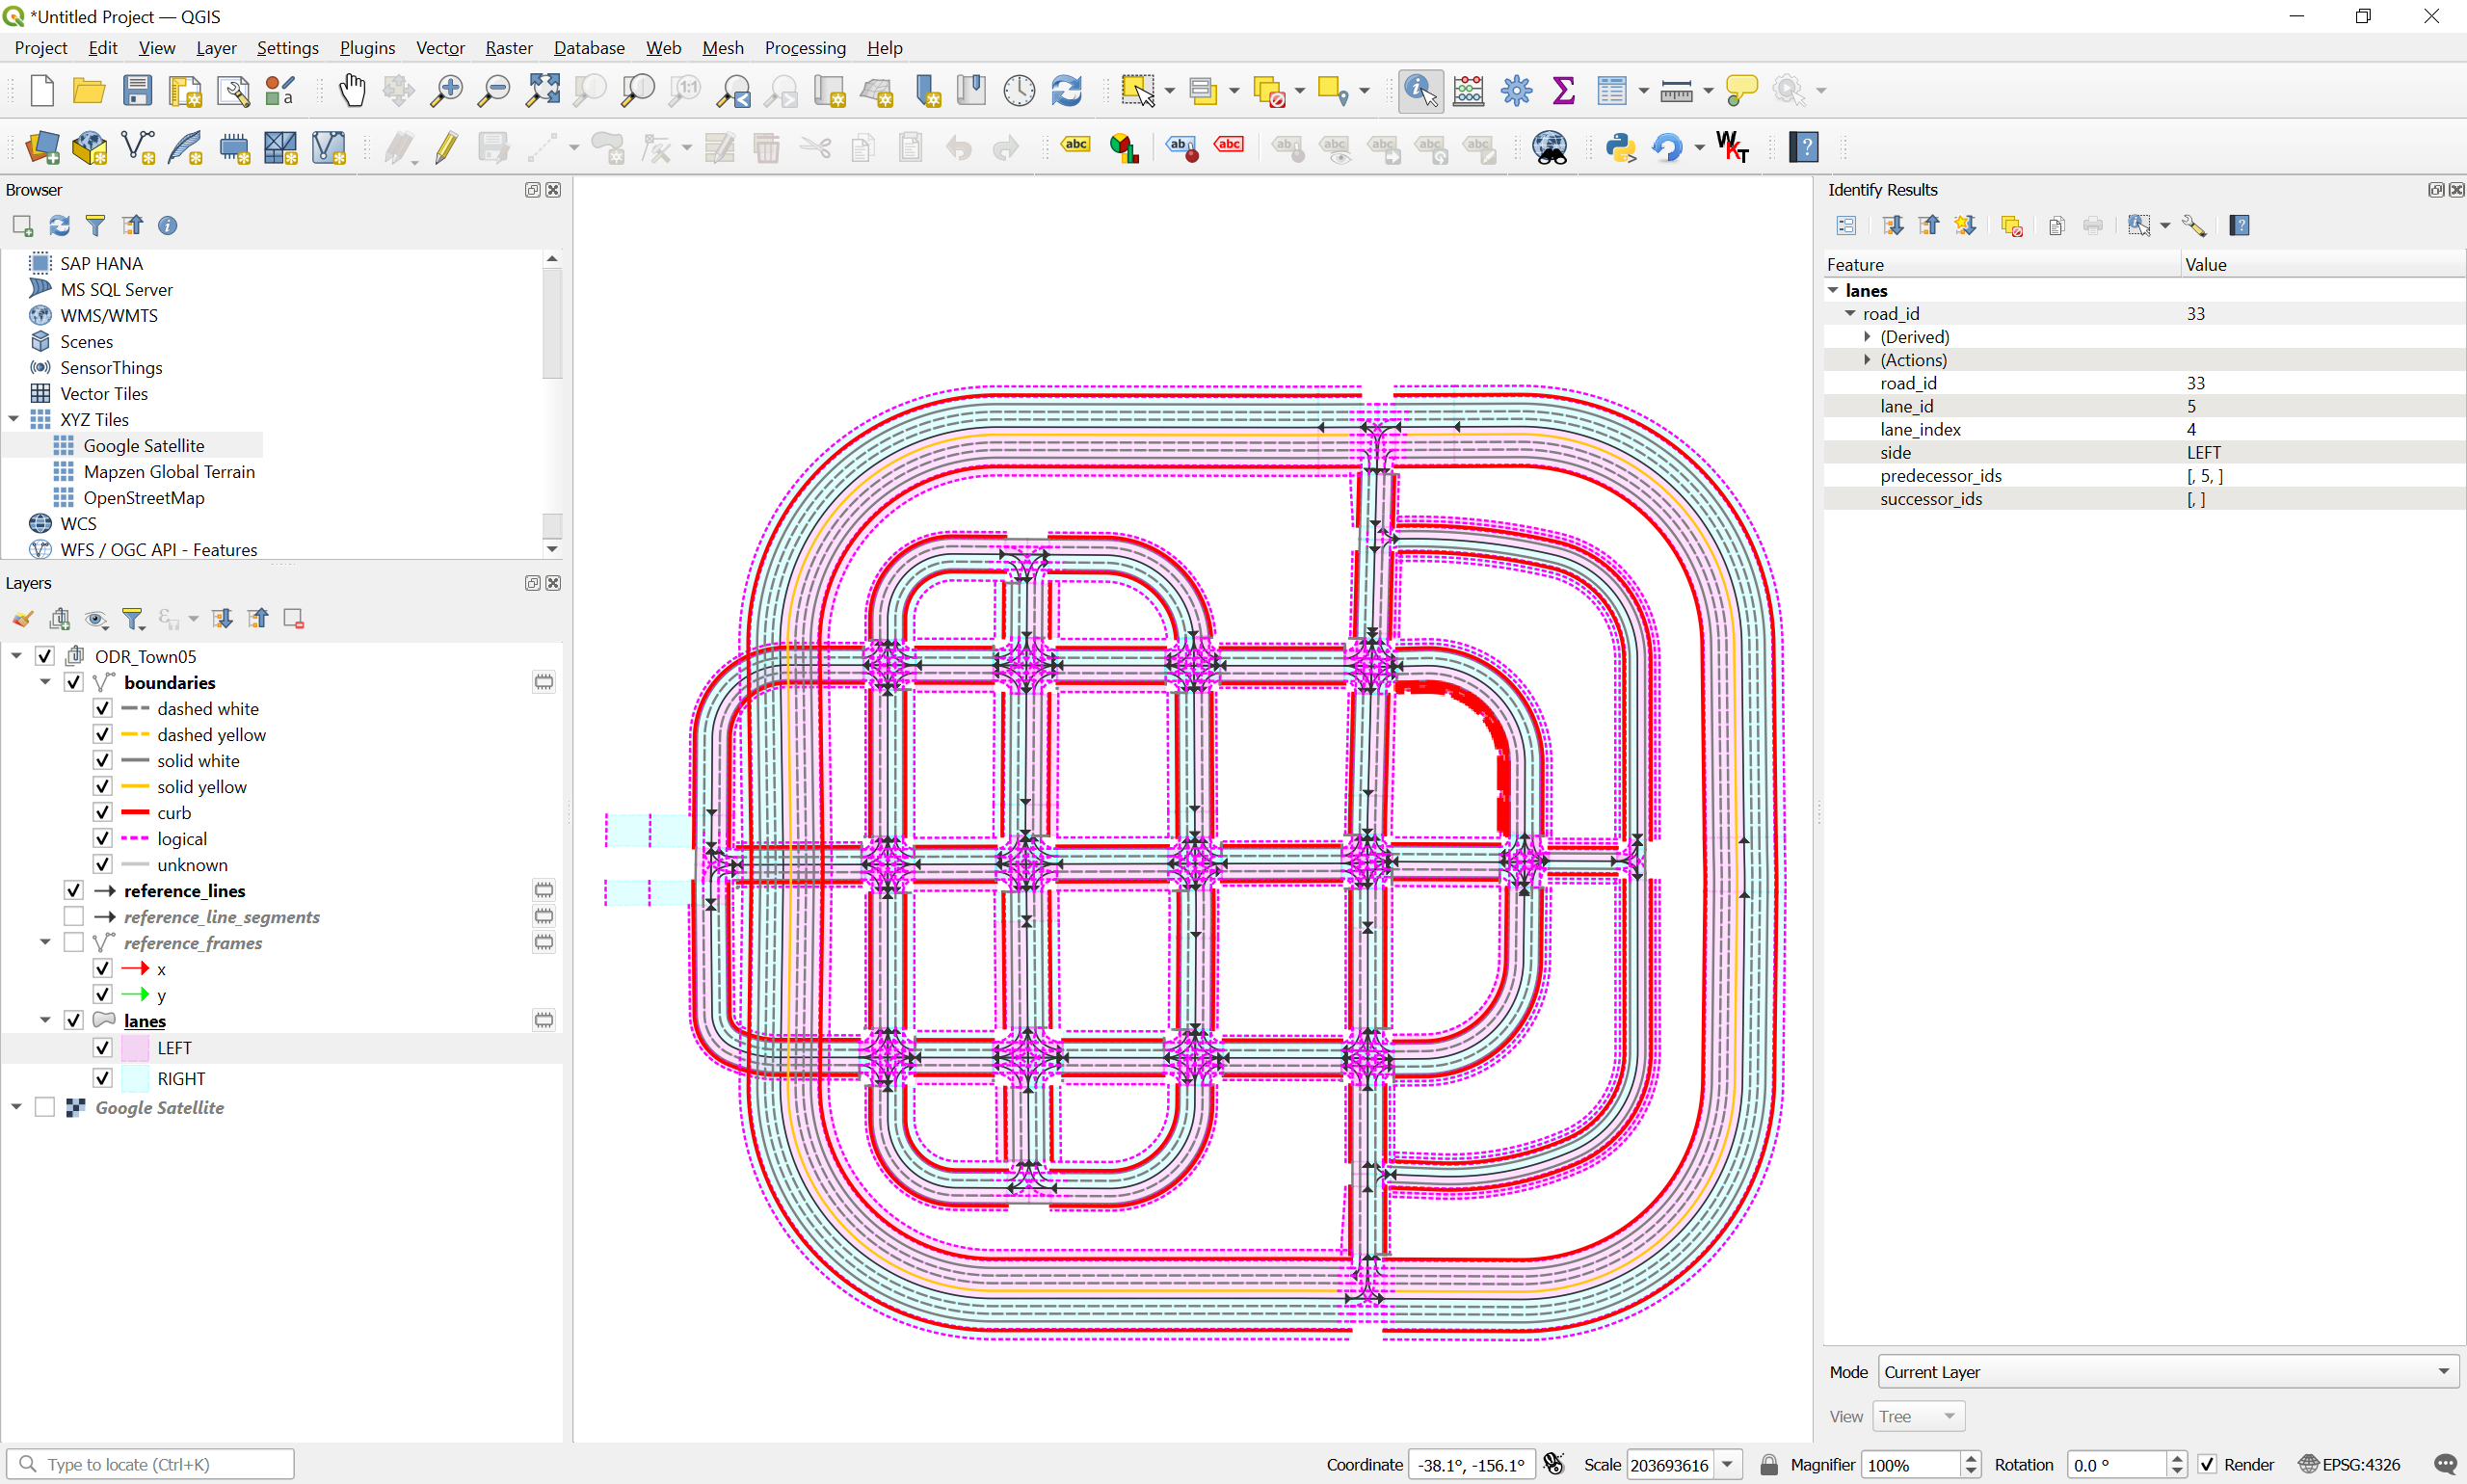 *Untitled Project — QGIS
Project Edit View Layer Settings Plugins Vector Raster Database Web Mesh Processing Help
Browser
SAP HANA
MS SQL Server
WMS/WMTS
Scenes
SensorThings
Vector Tiles
XYZ Tiles
Google Satellite
Mapzen Global Terrain
OpenStreetMap
WCS
WFS / OGC API - Features
Layers
ODR_Town05
boundaries
dashed white
dashed yellow
solid white
solid yellow
curb
logical
unknown
reference_lines
reference_line_segments
reference_frames
x
y
lanes
LEFT
RIGHT
Google Satellite
Identify Results
Feature Value
lanes
road_id 33
(Derived)
(Actions)
road_id 33
lane_id 5
lane_index 4
side LEFT
predecessor_ids [, 5, ]
successor_ids [, ]
Mode Current Layer
View Tree
Type to locate (Ctrl+K)
Coordinate -38.1°, -156.1° Scale 203693616 Magnifier 100% Rotation 0.0 ° Render EPSG:4326